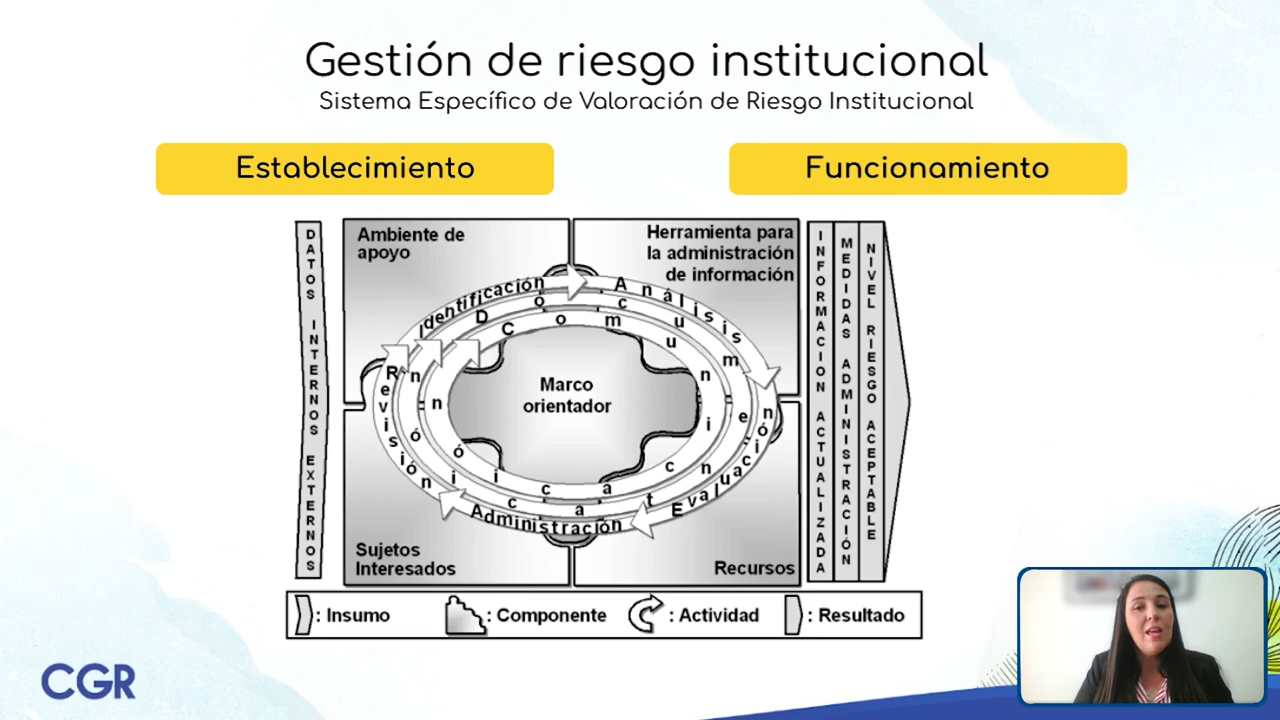 Gestión de riesgo institucional
Sistema Específico de Valoración de Riesgo Institucional
Establecimiento
Funcionamiento
DATOS INTERNOS EXTERNOS
Ambiente de
apoyo
Herramienta para
la administración
de información
Identificación
Análisis
Evaluación
Administración
Revisión
Documentación
Comunicación
Marco
orientador
Sujetos
Interesados
Recursos
INFORMACION ACTUALIZADA
MEDIDAS ADMINISTRACIÓN
NIVEL RIESGO ACEPTABLE
: Insumo
: Componente
: Actividad
: Resultado
CGR